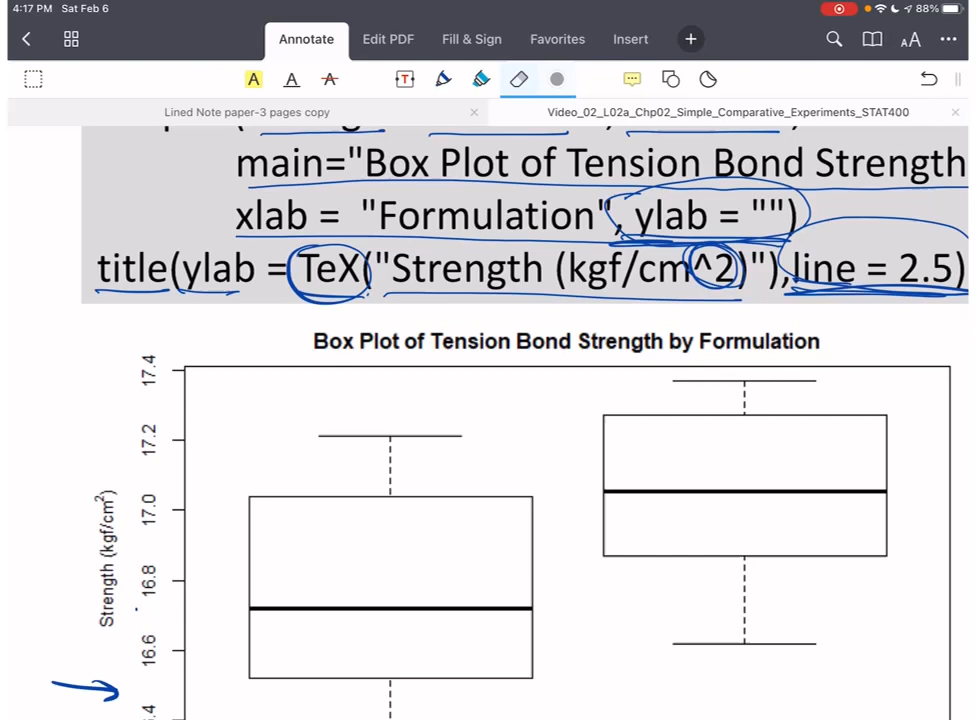 4:17 PM Sat Feb 6
88%
Annotate Edit PDF Fill & Sign Favorites Insert
AA
A A A T
Lined Note paper-3 pages copy × Video_02_L02a_Chp02_Simple_Comparative_Experiments_STAT400 ×
main="Box Plot of Tension Bond Strength
xlab = "Formulation", ylab = "")
title(ylab = TeX("Strength (kgf/cm^2)"),line = 2.5)
Box Plot of Tension Bond Strength by Formulation
17.4
17.2
17.0
16.8
16.6
Strength (kgf/cm²)